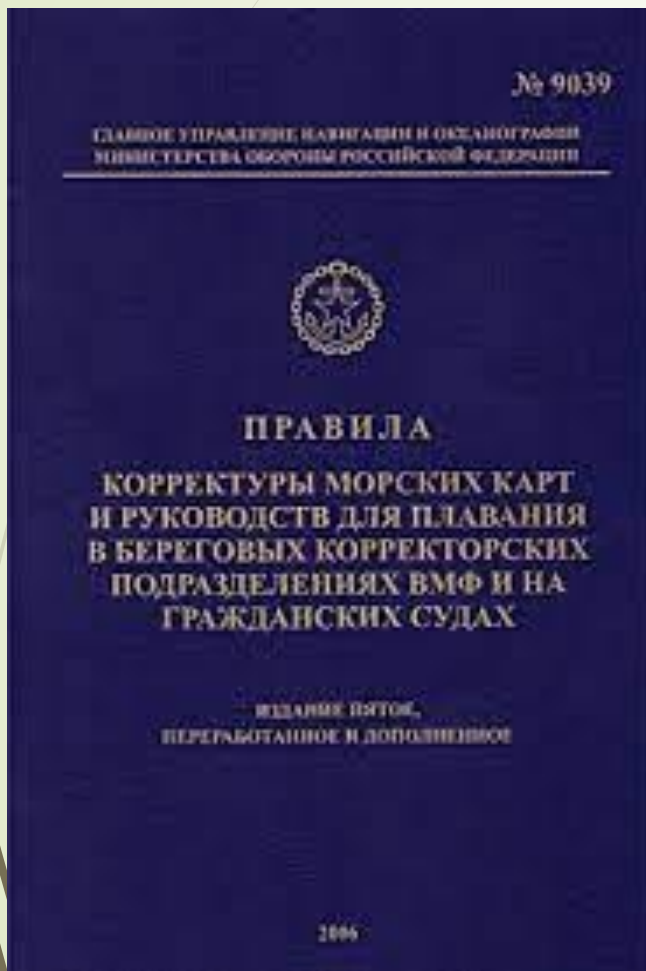 № 9039
ГЛАВНОЕ УПРАВЛЕНИЕ НАВИГАЦИИ И ОКЕАНОГРАФИИ
МИНИСТЕРСТВА ОБОРОНЫ РОССИЙСКОЙ ФЕДЕРАЦИИ
ПРАВИЛА
КОРРЕКТУРЫ МОРСКИХ КАРТ
И РУКОВОДСТВ ДЛЯ ПЛАВАНИЯ
В БЕРЕГОВЫХ КОРРЕКТОРСКИХ
ПОДРАЗДЕЛЕНИЯХ ВМФ И НА
ГРАЖДАНСКИХ СУДАХ
ИЗДАНИЕ ПЯТОЕ,
ПЕРЕРАБОТАННОЕ И ДОПОЛНЕННОЕ
2006